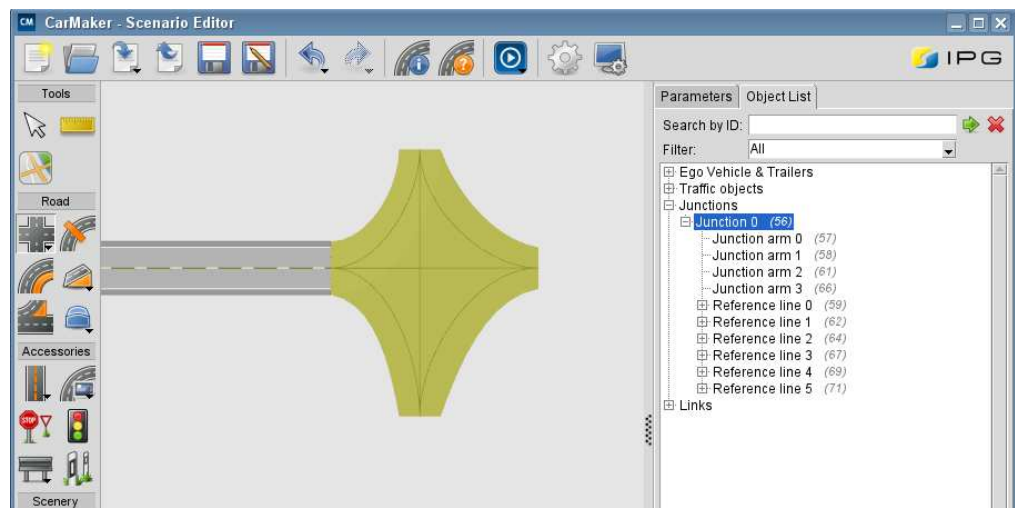 CM CarMaker - Scenario Editor
IPG
Tools
Road
STOP
Accessories
Scenery
Parameters Object List
Search by ID:
Filter: All
Ego Vehicle & Trailers
Traffic objects
Junctions
Junction 0 (56)
Junction arm 0 (57)
Junction arm 1 (58)
Junction arm 2 (61)
Junction arm 3 (66)
Reference line 0 (59)
Reference line 1 (62)
Reference line 2 (64)
Reference line 3 (67)
Reference line 4 (69)
Reference line 5 (71)
Links